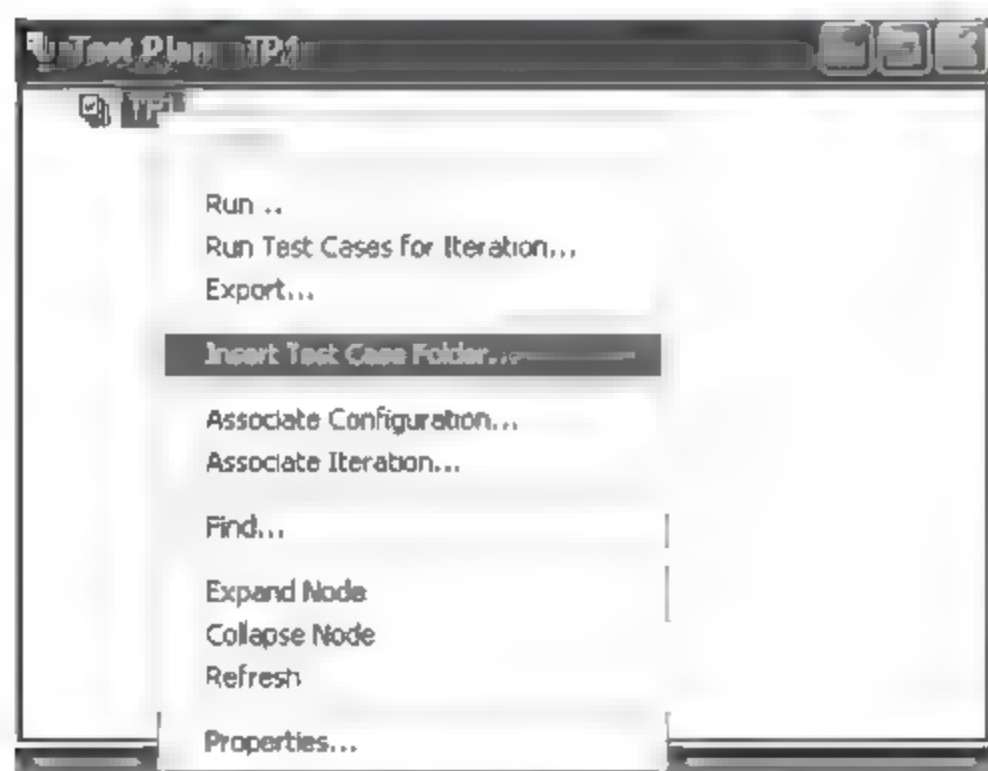 Test Plan TP1
TP1
Run ..
Run Test Cases for Iteration...
Export...
Insert Test Case Folder...
Associate Configuration...
Associate Iteration...
Find...
Expand Node
Collapse Node
Refresh
Properties...